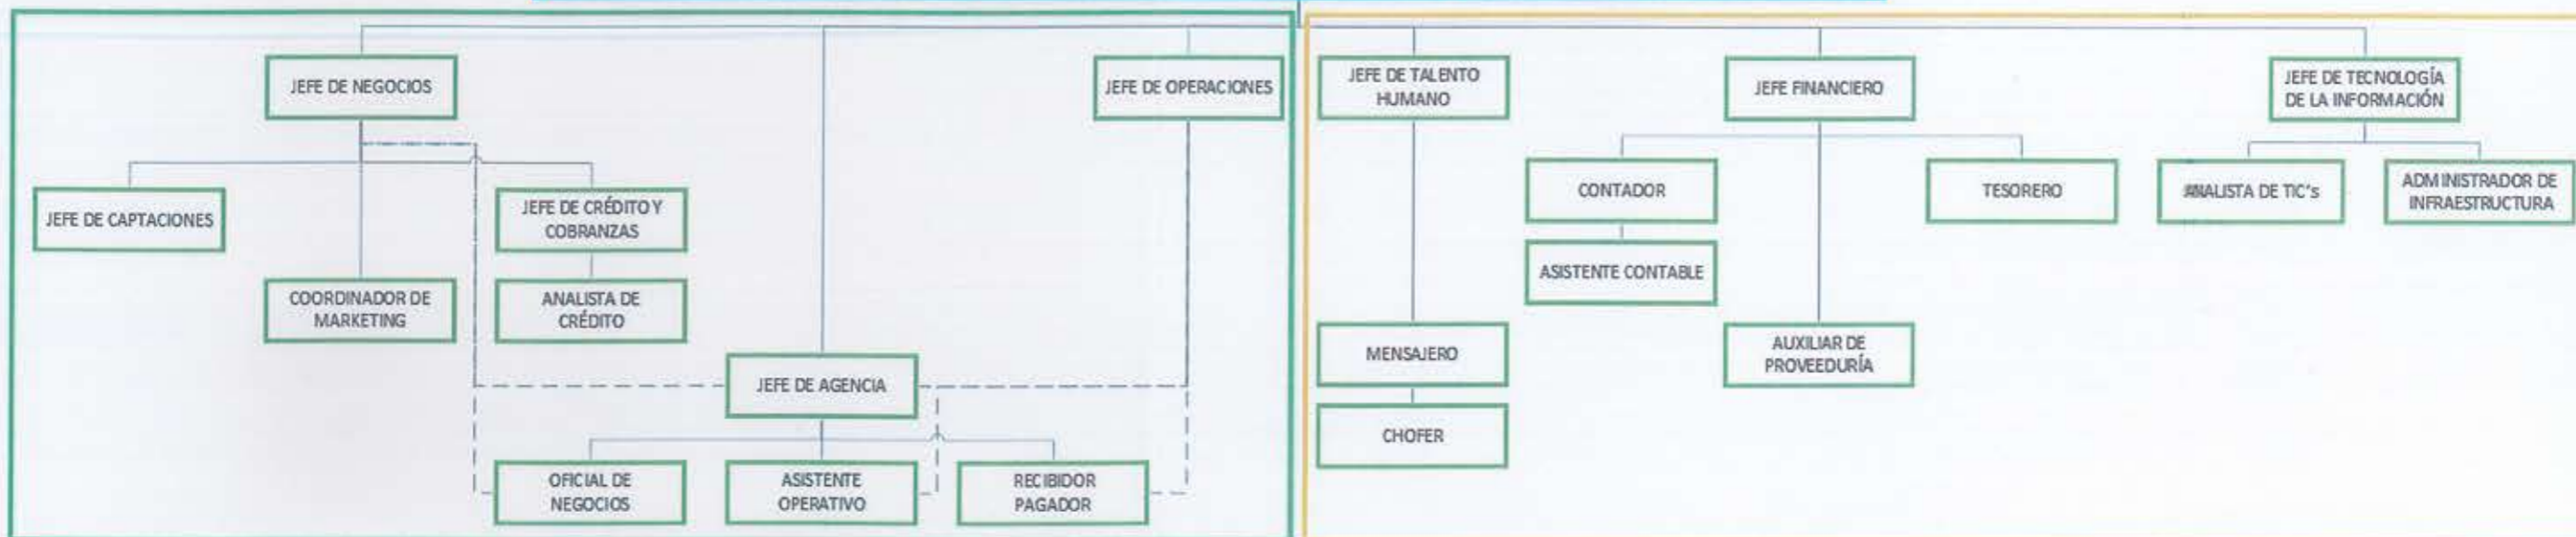 JEFE DE NEGOCIOS
JEFE DE OPERACIONES
JEFE DE TALENTO
HUMANO
JEFE FINANCIERO
JEFE DE TECNOLOGÍA
DE LA INFORMACIÓN
JEFE DE CAPTACIONES
JEFE DE CRÉDITO Y
COBRANZAS
CONTADOR
TESORERO
ANALISTA DE TIC's
ADMINISTRADOR DE
INFRAESTRUCTURA
ASISTENTE CONTABLE
COORDINADOR DE
MARKETING
ANALISTA DE
CRÉDITO
MENSAJERO
AUXILIAR DE
PROVEEDURÍA
JEFE DE AGENCIA
CHOFER
OFICIAL DE
NEGOCIOS
ASISTENTE
OPERATIVO
RECIBIDOR
PAGADOR